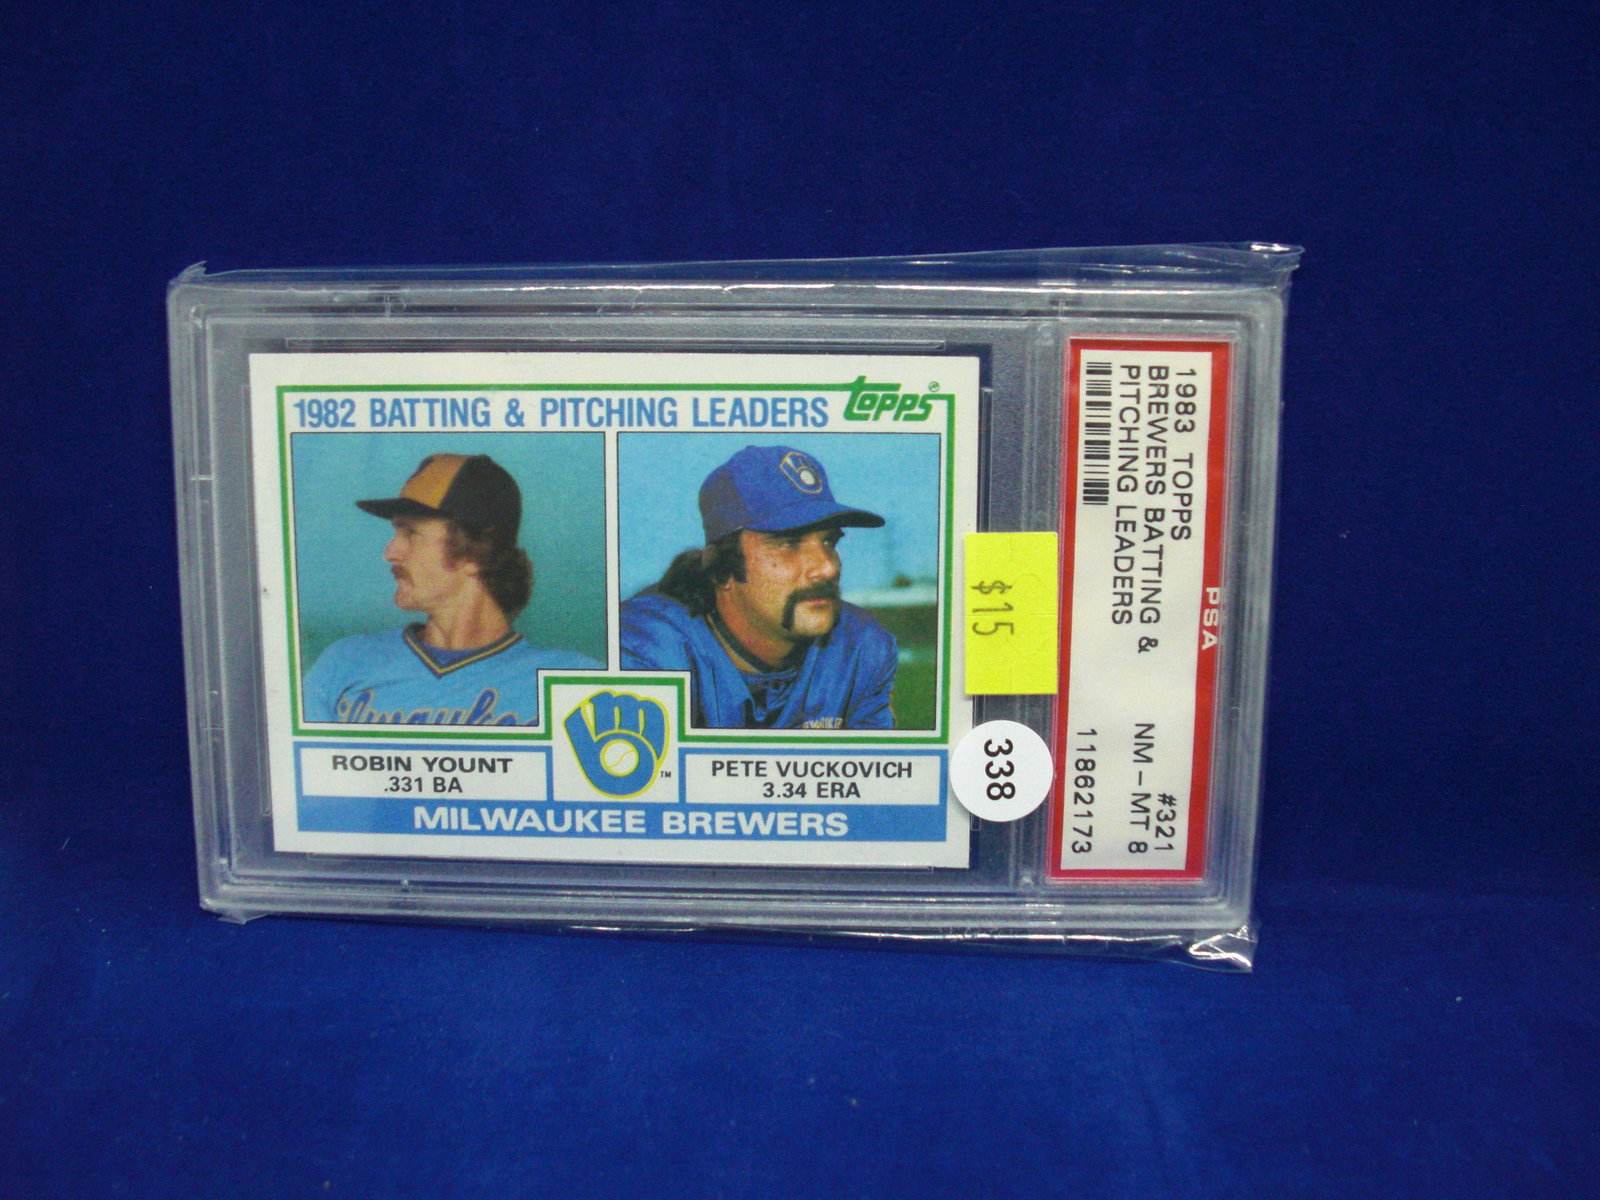 1982 BATTING & PITCHING LEADERS
topps®
ROBIN YOUNT
.331 BA
PETE VUCKOVICH
3.34 ERA
TM
MILWAUKEE BREWERS
$15
338
1983 TOPPS #321
BREWERS BATTING & NM - MT 8
PITCHING LEADERS
11862173
PSA